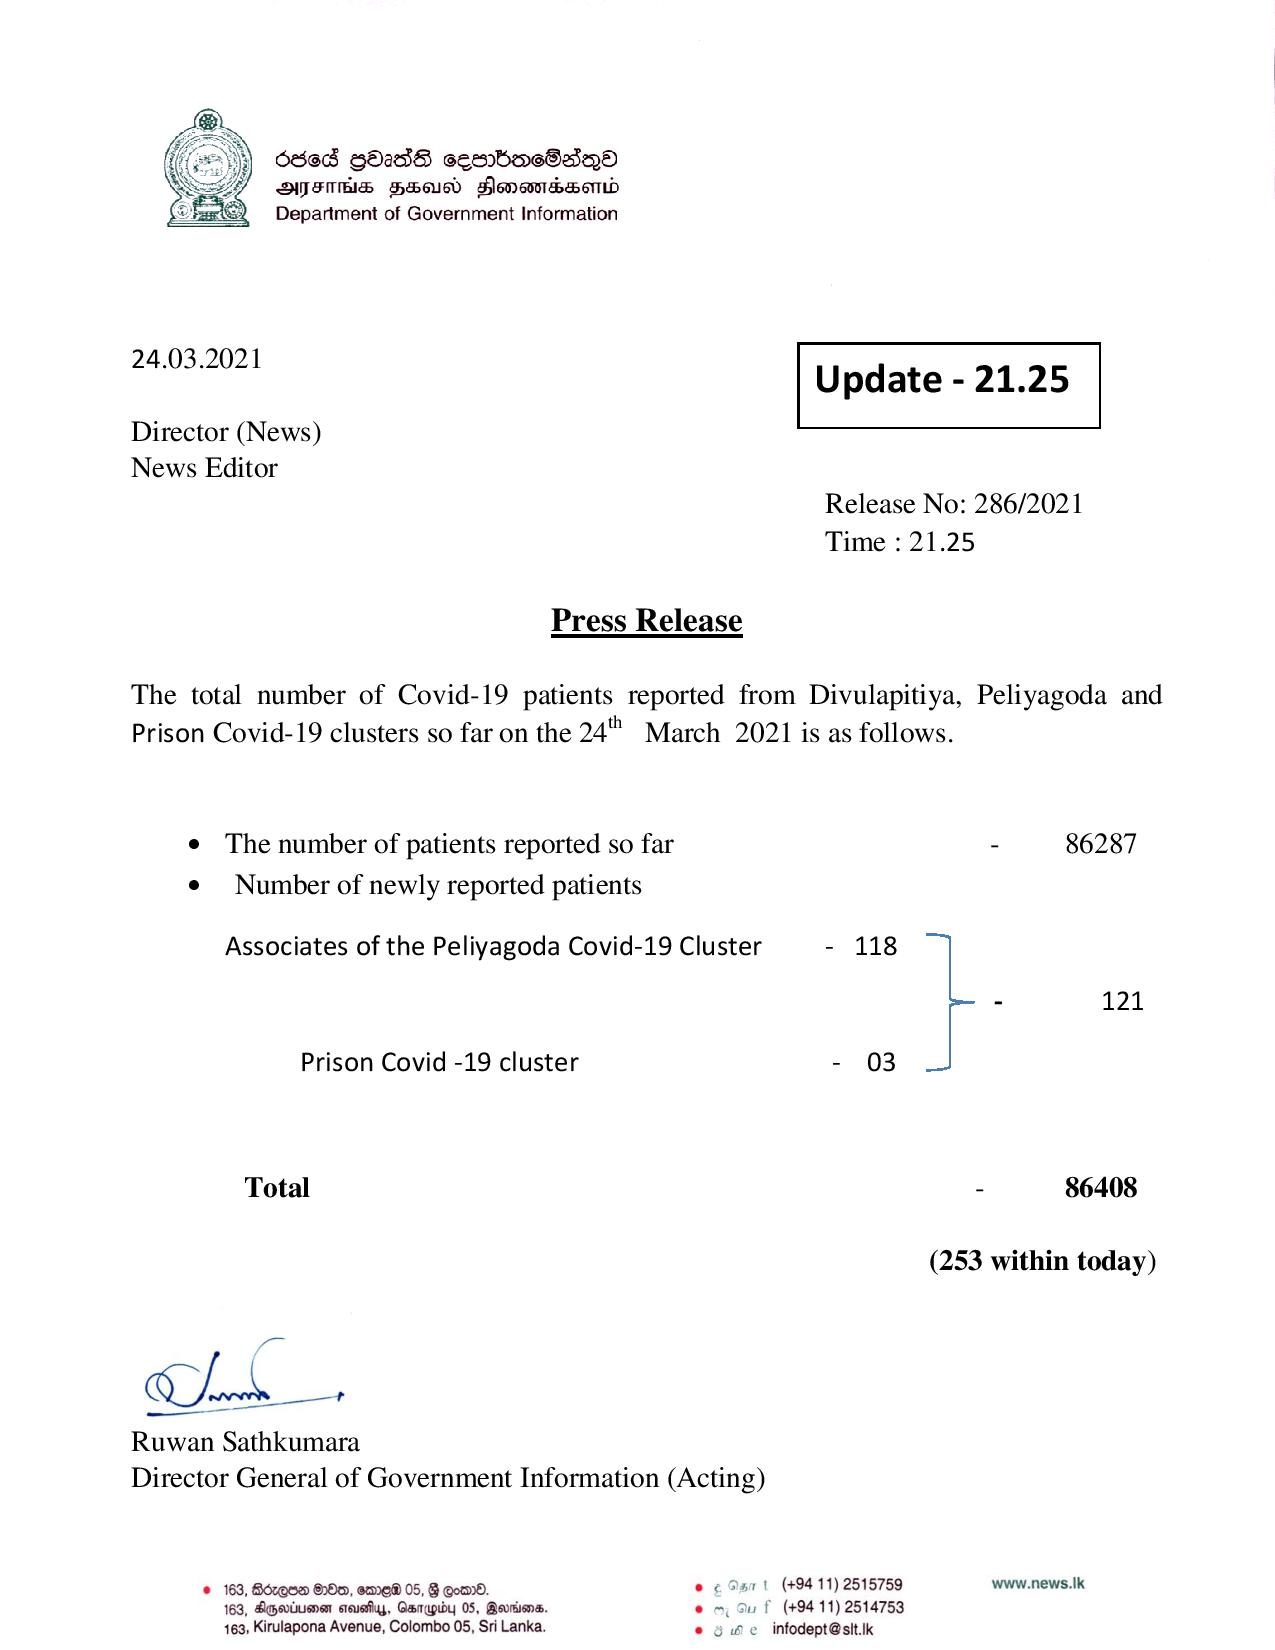 රජයේ ප්‍රවෘත්ති දෙපාර්තමේන්තුව
அரசாங்க தகவல் திணைக்களம்
Department of Government Information
24.03.2021
Update - 21.25
Director (News)
News Editor
Release No: 286/2021
Time : 21.25
Press Release
The total number of Covid-19 patients reported from Divulapitiya, Peliyagoda and
Prison Covid-19 clusters so far on the 24th March 2021 is as follows.
• The number of patients reported so far - 86287
• Number of newly reported patients
Associates of the Peliyagoda Covid-19 Cluster - 118
- 121
Prison Covid -19 cluster - 03
Total - 86408
(253 within today)
Ruwan Sathkumara
Director General of Government Information (Acting)
• 163, කිරුලපන මාවත, කොළඹ 05, ශ්‍රී ලංකාව.
163, கிருலப்பனை எவனியூ, கொழும்பு 05, இலங்கை.
163, Kirulapona Avenue, Colombo 05, Sri Lanka.
• දු தொ t (+94 11) 2515759
• ෆැ பெ f (+94 11) 2514753
• ඊ மி e infodept@slt.lk
www.news.lk